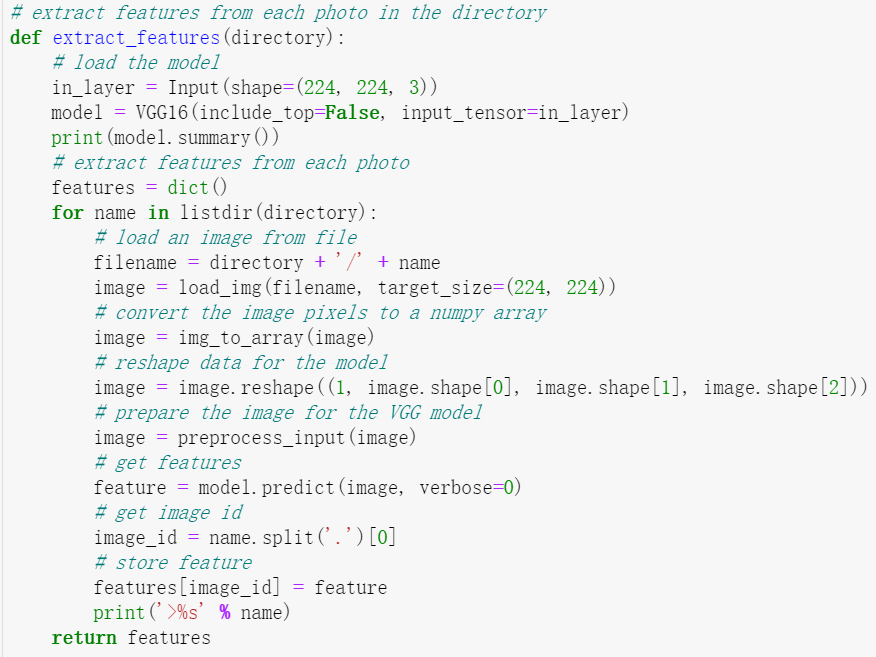 # extract features from each photo in the directory
def extract_features(directory):
    # load the model
    in_layer = Input(shape=(224, 224, 3))
    model = VGG16(include_top=False, input_tensor=in_layer)
    print(model.summary())
    # extract features from each photo
    features = dict()
    for name in listdir(directory):
        # load an image from file
        filename = directory + '/' + name
        image = load_img(filename, target_size=(224, 224))
        # convert the image pixels to a numpy array
        image = img_to_array(image)
        # reshape data for the model
        image = image.reshape((1, image.shape[0], image.shape[1], image.shape[2]))
        # prepare the image for the VGG model
        image = preprocess_input(image)
        # get features
        feature = model.predict(image, verbose=0)
        # get image id
        image_id = name.split('.')[0]
        # store feature
        features[image_id] = feature
        print('>%s' % name)
    return features